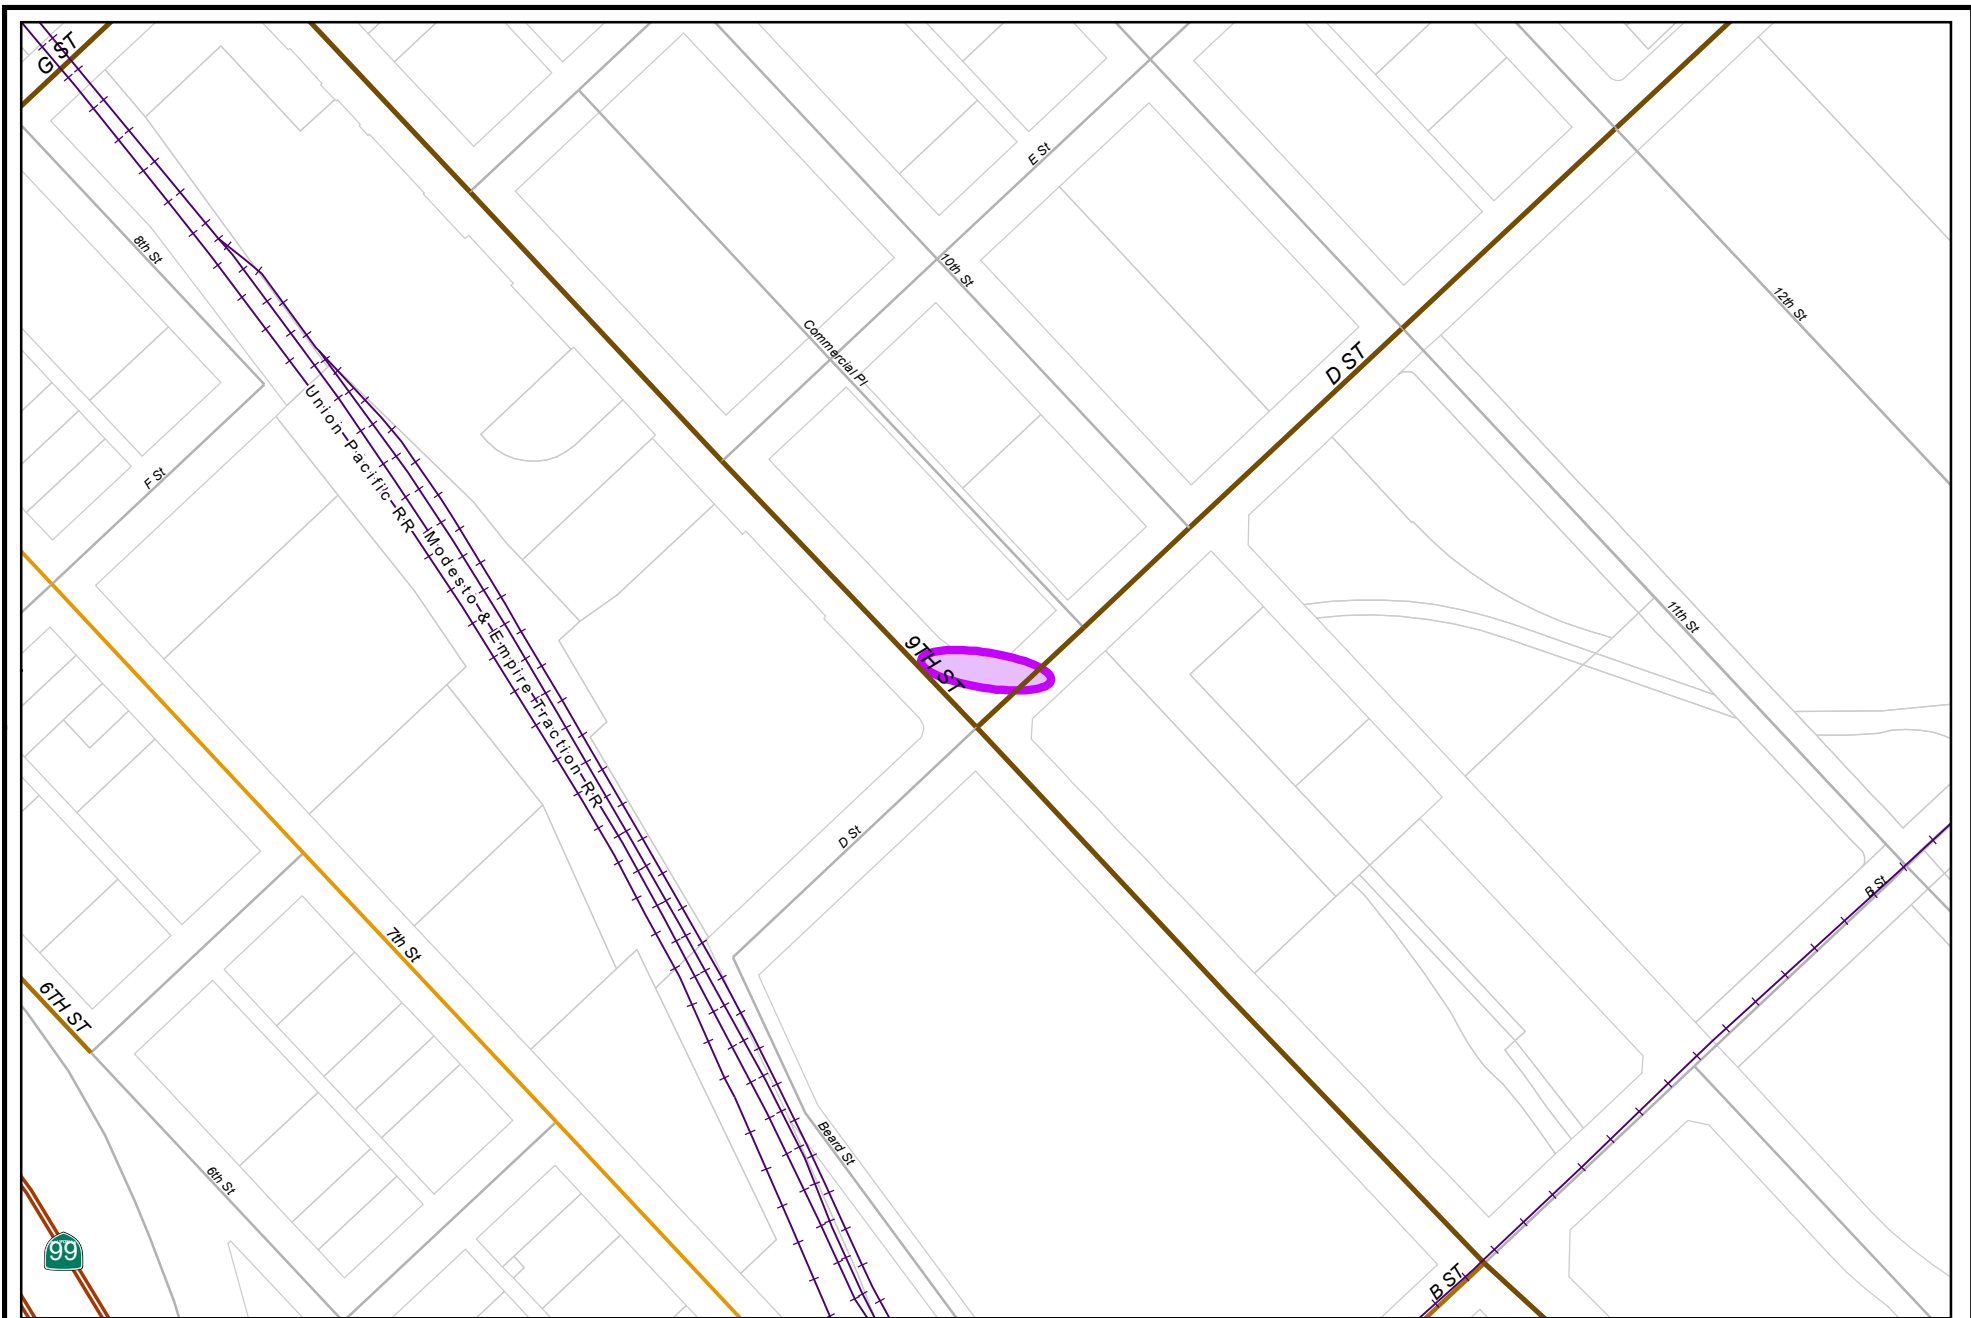 G ST
E St
8th St
10th St
12th St
Commercial Pl
D ST
Union Pacific RR
F St
Modesto & Empire Traction RR
11th St
9TH ST
D St
B St
7th St
6TH ST
Beard St
6th St
99
B ST